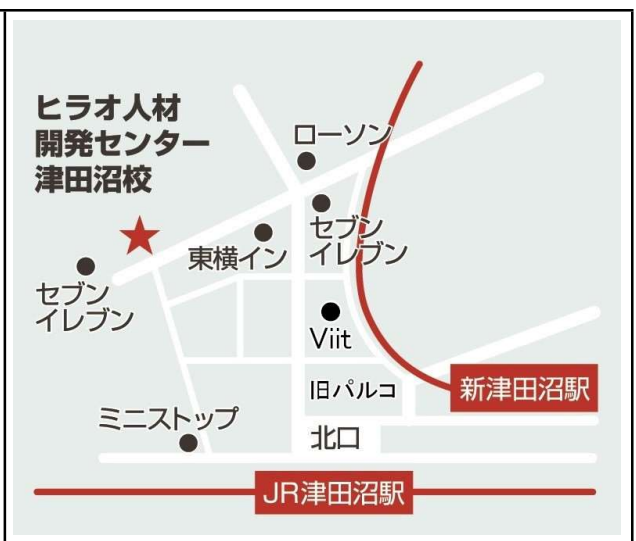 ヒラオ人材
開発センター
津田沼校
ローソン
セブン
イレブン
東横イン
セブン
イレブン
Viit
旧パルコ
新津田沼駅
ミニストップ
北口
JR津田沼駅